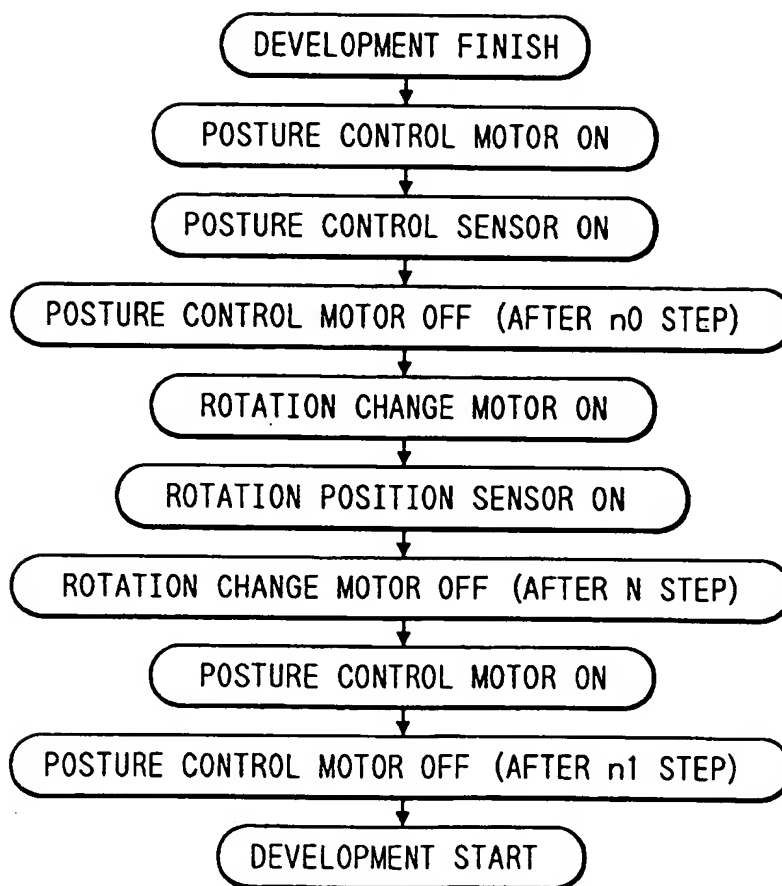 DEVELOPMENT FINISH
POSTURE CONTROL MOTOR ON
POSTURE CONTROL SENSOR ON
POSTURE CONTROL MOTOR OFF (AFTER n0 STEP)
ROTATION CHANGE MOTOR ON
ROTATION POSITION SENSOR ON
ROTATION CHANGE MOTOR OFF (AFTER N STEP)
POSTURE CONTROL MOTOR ON
POSTURE CONTROL MOTOR OFF (AFTER n1 STEP)
DEVELOPMENT START